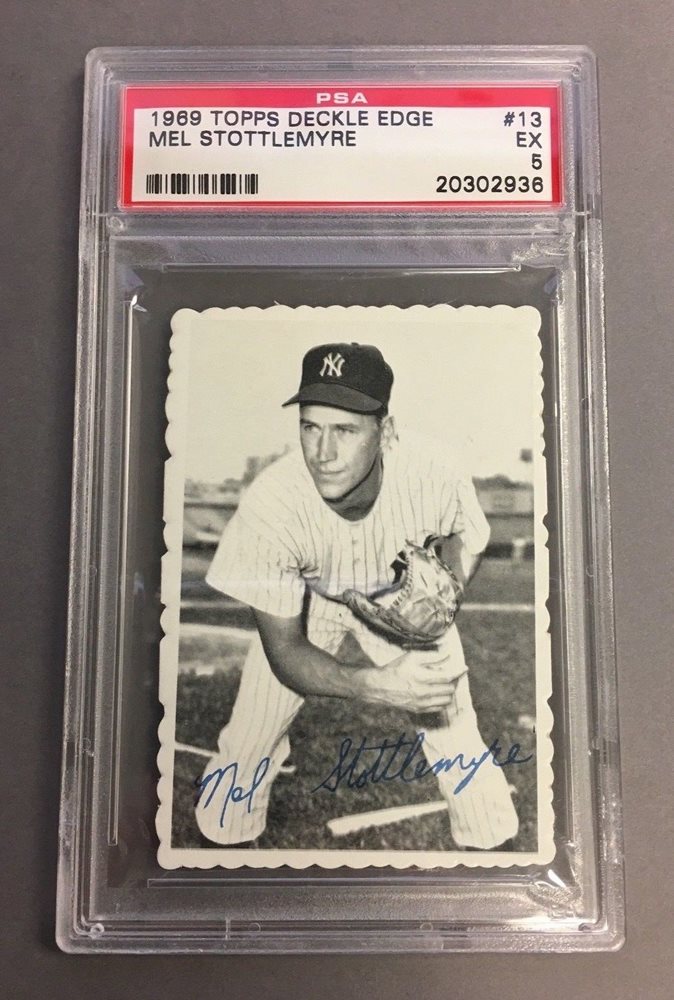 PSA
1969 TOPPS DECKLE EDGE #13
MEL STOTTLEMYRE EX
5
20302936
NY
Mel Stottlemyre